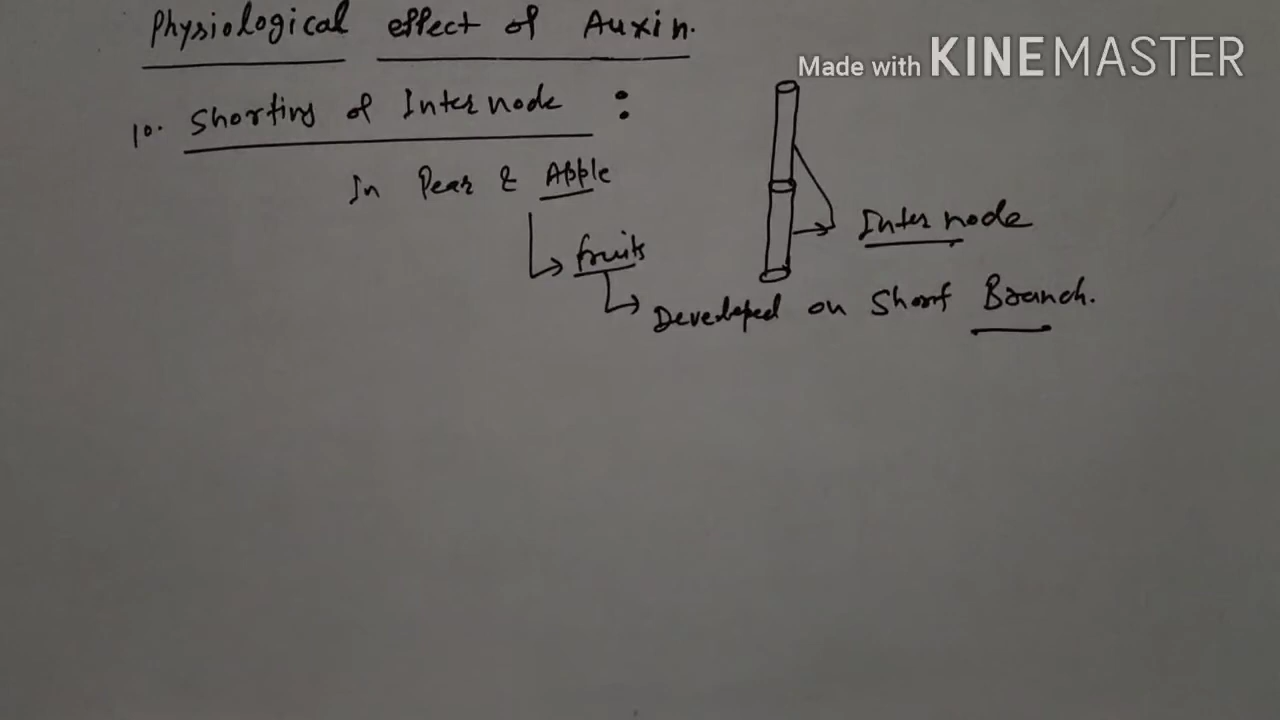 Physiological effect of Auxin.
Made with KINEMASTER
10. Shorting of Internode :
In Pear & Apple
Internode
fruits
Developed on Short Branch.